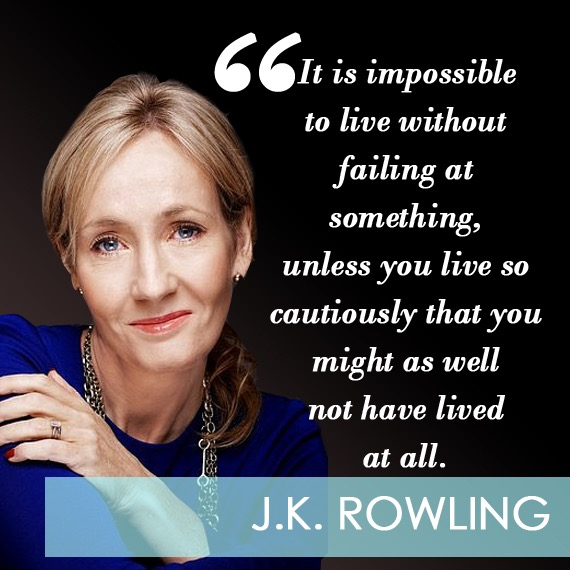 “It is impossible
to live without
failing at
something,
unless you live so
cautiously that you
might as well
not have lived
at all.
J.K. ROWLING